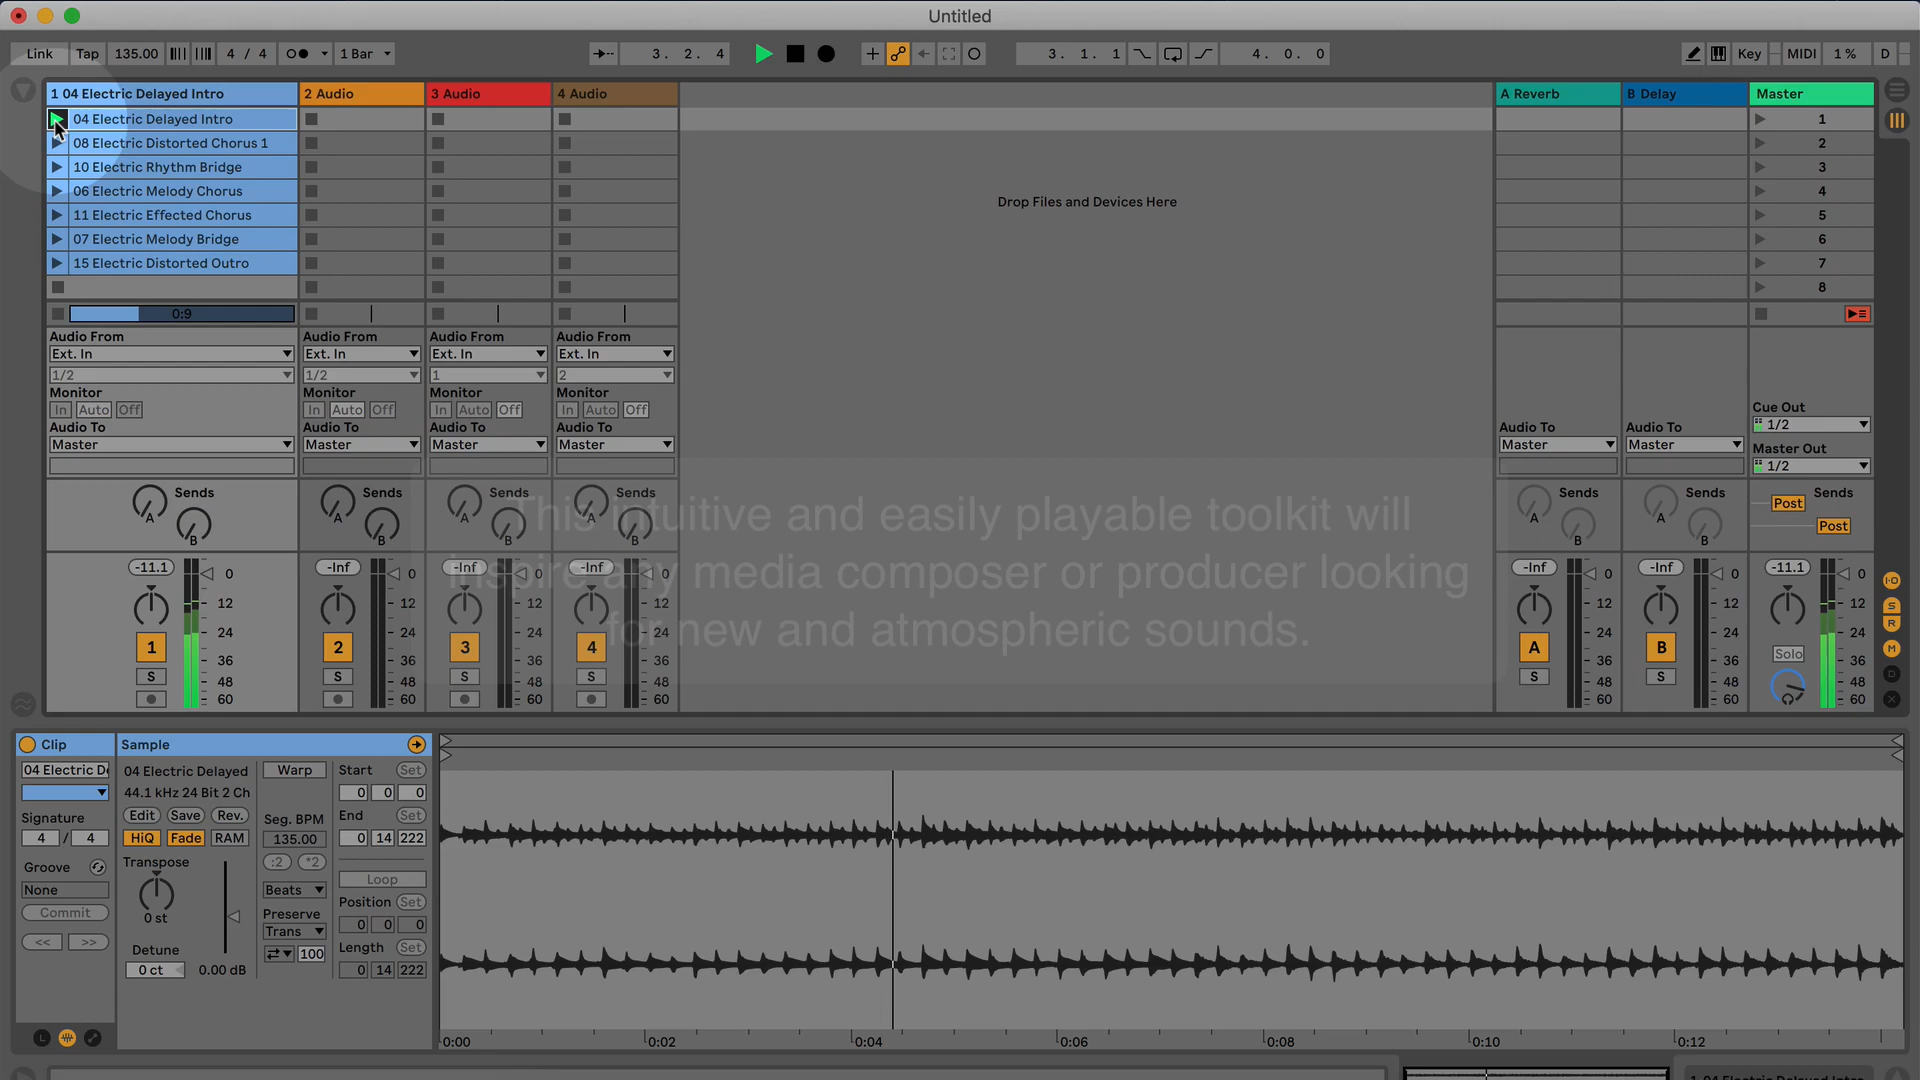 Untitled
Link Tap 135.00 4 / 4 1 Bar 3. 2. 4 3. 1. 1 4. 0. 0 Key MIDI 1 % D
1 04 Electric Delayed Intro 2 Audio 3 Audio 4 Audio A Reverb B Delay Master
04 Electric Delayed Intro 1
08 Electric Distorted Chorus 1 2
10 Electric Rhythm Bridge 3
06 Electric Melody Chorus 4
Drop Files and Devices Here
11 Electric Effected Chorus 5
07 Electric Melody Bridge 6
15 Electric Distorted Outro 7
8
0:9
Audio From Audio From Audio From Audio From
Ext. In Ext. In Ext. In Ext. In
1/2 1/2 1 2
Monitor Monitor Monitor Monitor
In Auto Off In Auto Off In Auto Off In Auto Off Cue Out
Audio To Audio To Audio To Audio To Audio To Audio To 1/2
Master Master Master Master Master Master Master Out
1/2
Sends Sends Sends Sends Sends Sends Sends
A A A A A A Post
B B B B B B Post
This intuitive and easily playable toolkit will
inspire any media composer or producer looking
for new and atmospheric sounds.
-11.1 0 -Inf 0 -Inf 0 -Inf 0 -Inf 0 -Inf 0 -11.1 0
12 12 12 12 12 12 12
24 24 24 24 24 24 24
1 2 3 4 A B Solo
36 36 36 36 36 36 36
S S S S S S
48 48 48 48 48 48 48
60 60 60 60 60 60 60
I-O
S
R
M
D
X
Clip Sample
04 Electric De 04 Electric Delayed Warp Start Set
44.1 kHz 24 Bit 2 Ch 0 0 0
Signature Edit Save Rev. Seg. BPM End Set
4 / 4 HiQ Fade RAM 135.00 0 14 222
Groove Transpose :2 *2
None 0 st Beats Loop
Commit Preserve Position Set
<< >> Trans 0 0 0
Detune 100 Length Set
0 ct 0.00 dB 0 14 222
L
0:00 0:02 0:04 0:06 0:08 0:10 0:12
1-04 Electric Delayed Intro